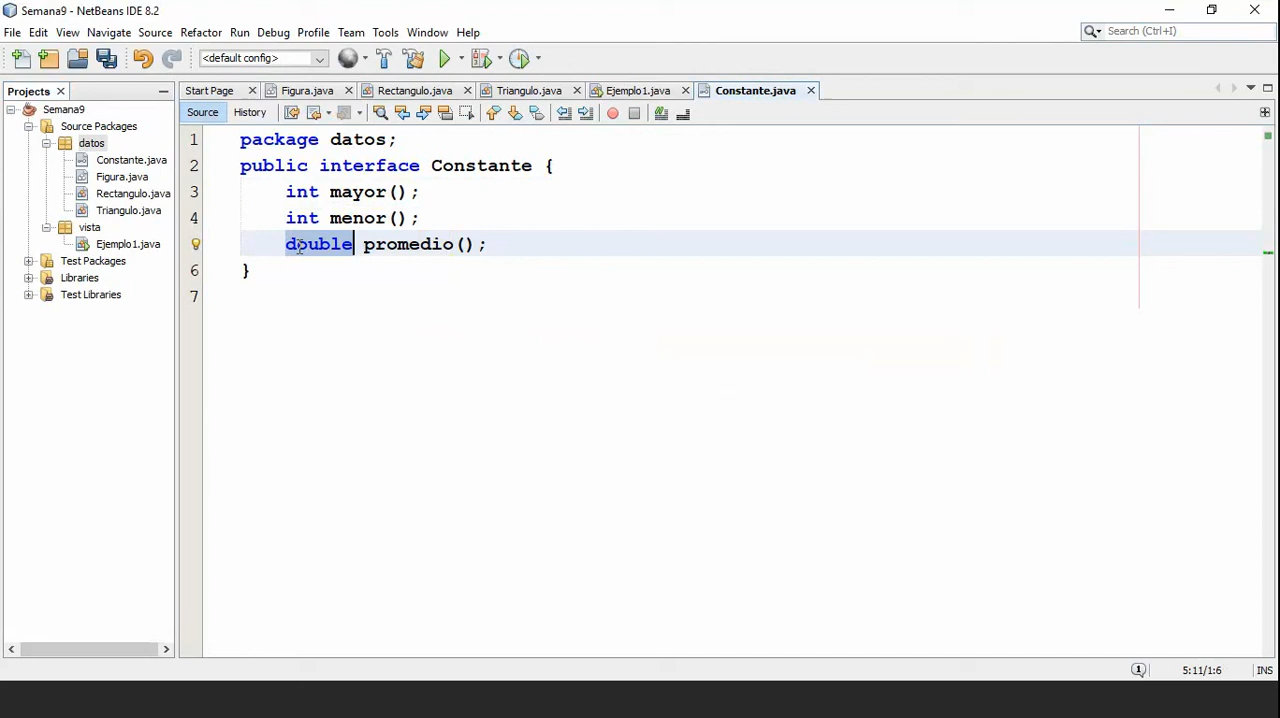 Semana9 - NetBeans IDE 8.2
File Edit View Navigate Source Refactor Run Debug Profile Team Tools Window Help
Search (Ctrl+I)
<default config>
Projects
Start Page
Figura.java
Rectangulo.java
Triangulo.java
Ejemplo1.java
Constante.java
Semana9
Source Packages
datos
Constante.java
Figura.java
Rectangulo.java
Triangulo.java
vista
Ejemplo1.java
Test Packages
Libraries
Test Libraries
Source History
1 package datos;
2 public interface Constante {
3 int mayor();
4 int menor();
double promedio();
6 }
7
1
5:11/1:6
INS